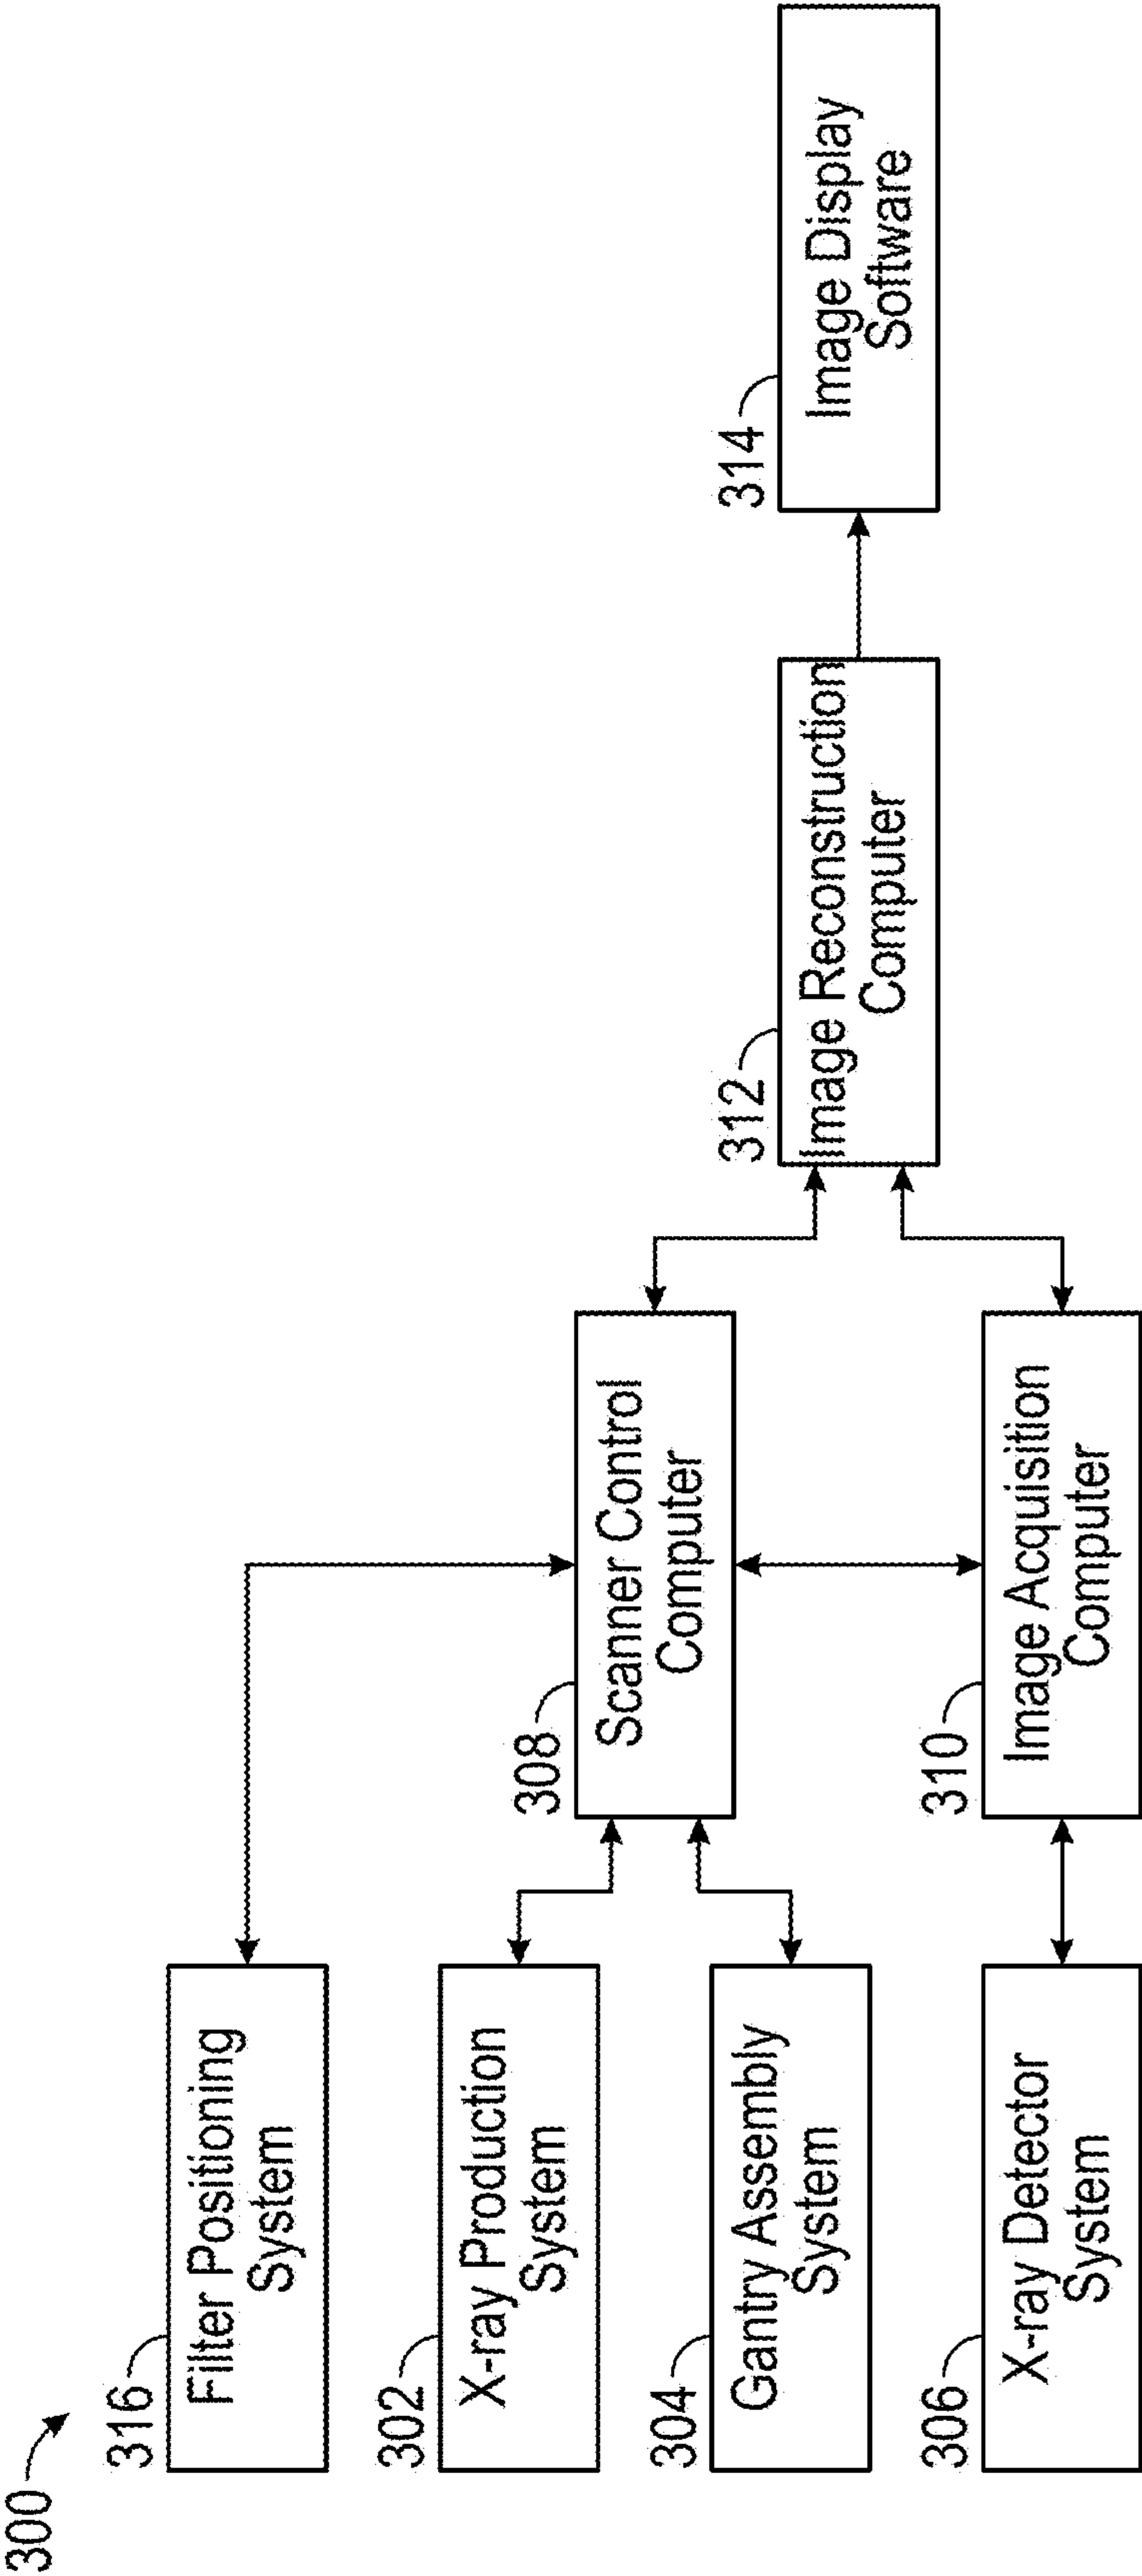 300
316
Filter Positioning
System
302
X-ray Production
System
304
Gantry Assembly
System
306
X-ray Detector
System
308
Scanner Control
Computer
310
Image Acquisition
Computer
312
Image Reconstruction
Computer
314
Image Display
Software